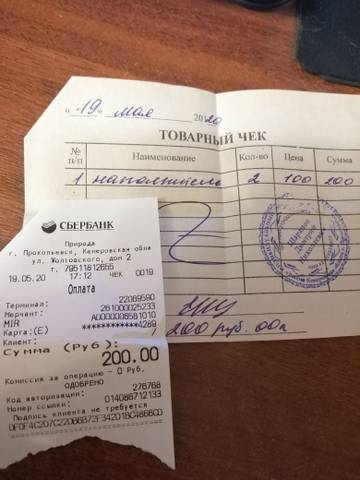 « 19 » мая 2020
ТОВАРНЫЙ ЧЕК
№ п/п Наименование Кол-во Цена Сумма
1 наполнитель 2 100 200
200 руб. 00к
СБЕРБАНК
Природа
г. Прокопьевск, Кемеровская обл
ул. Жолтовского, дом 2
т. 79511812655
19.05.20 17:12 ЧЕК 0019
Оплата
Терминал: 22089590
Мерчант: 261000025233
MIR A0000006581010
Карта:(E) ************4289
Клиент:
Сумма (Руб):
200.00
Комиссия за операцию - 0 Руб.
ОДОБРЕНО
Код авторизации: 276768
Номер ссылки: 014086712133
Подпись клиента не требуется